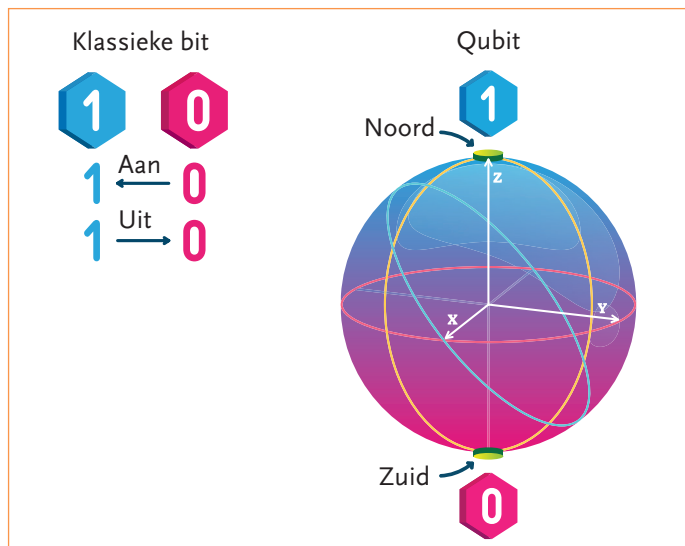 Klassieke bit
1 0
Aan
1 0
Uit
1 0
Qubit
1
Noord
Z
Y
X
Zuid
0